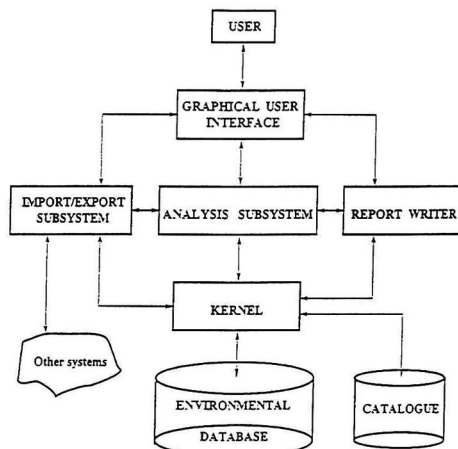 USER
GRAPHICAL USER
INTERFACE
IMPORT/EXPORT
SUBSYSTEM
ANALYSIS SUBSYSTEM
REPORT WRITER
KERNEL
Other systems
ENVIRONMENTAL
DATABASE
CATALOGUE